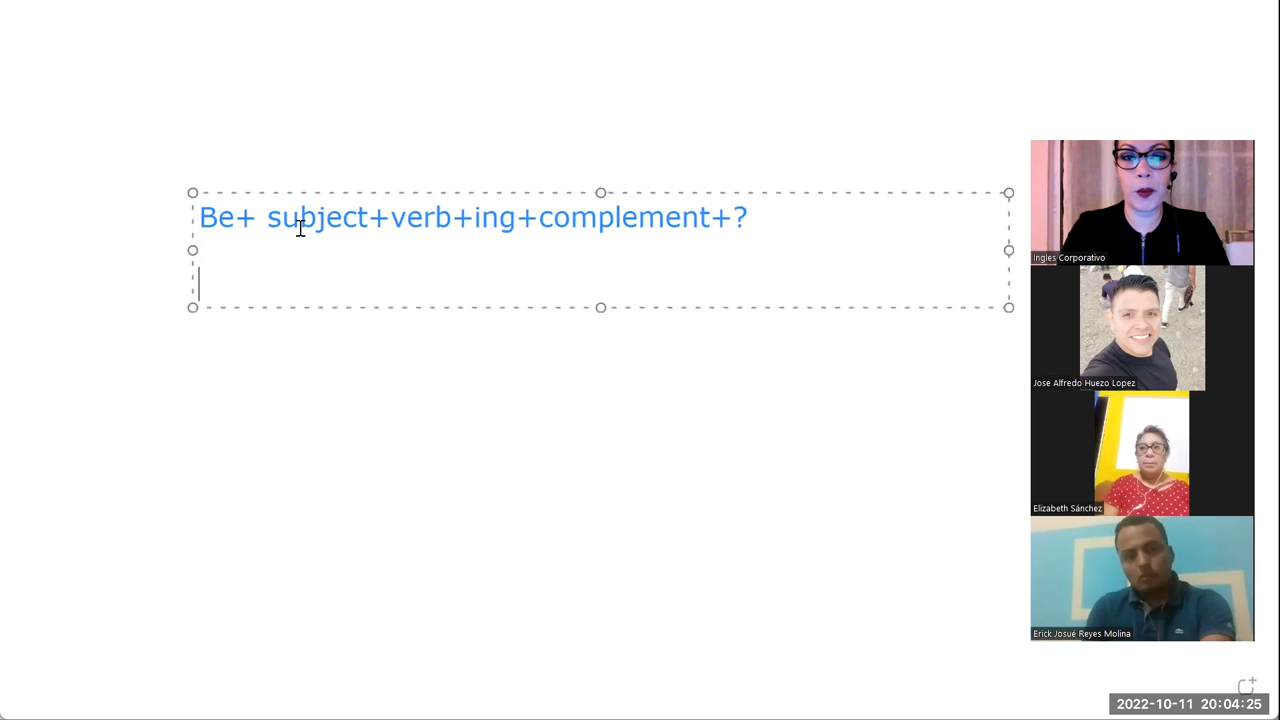 Be+ subject+verb+ing+complement+?
Ingles Corporativo
Jose Alfredo Huezo Lopez
Elizabeth Sánchez
Erick Josué Reyes Molina
2022-10-11 20:04:25